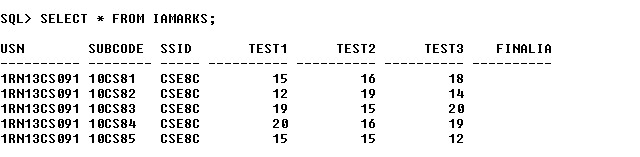 SQL> SELECT * FROM IAMARKS;
USN        SUBCODE  SSID       TEST1      TEST2      TEST3    FINALIA
---------- -------- ----- ---------- ---------- ---------- ----------
1RN13CS091 10CS81   CSE8C         15         16         18
1RN13CS091 10CS82   CSE8C         12         19         14
1RN13CS091 10CS83   CSE8C         19         15         20
1RN13CS091 10CS84   CSE8C         20         16         19
1RN13CS091 10CS85   CSE8C         15         15         12